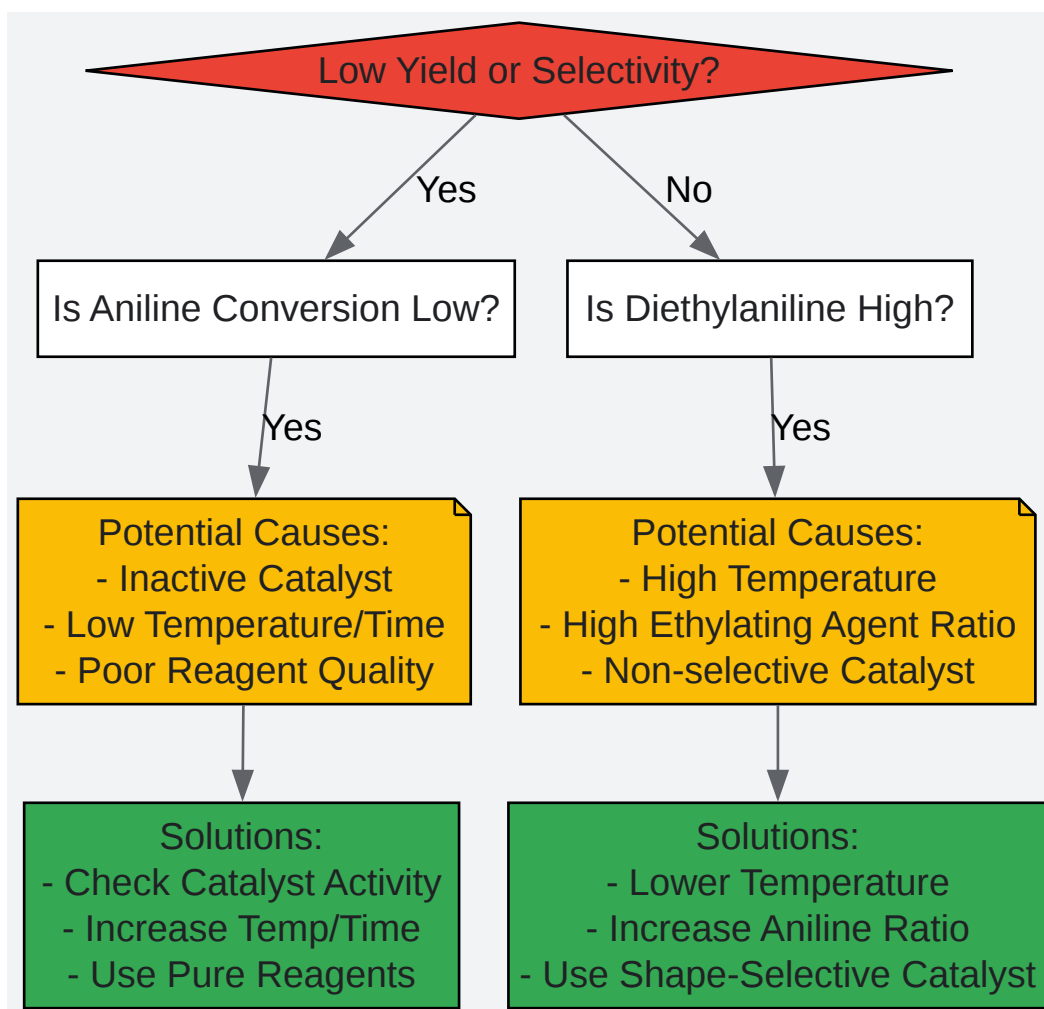 Low Yield or Selectivity?
Yes
No
Is Aniline Conversion Low?
Is Diethylaniline High?
Yes
Yes
Potential Causes:
- Inactive Catalyst
- Low Temperature/Time
- Poor Reagent Quality
Potential Causes:
- High Temperature
- High Ethylating Agent Ratio
- Non-selective Catalyst
Solutions:
- Check Catalyst Activity
- Increase Temp/Time
- Use Pure Reagents
Solutions:
- Lower Temperature
- Increase Aniline Ratio
- Use Shape-Selective Catalyst